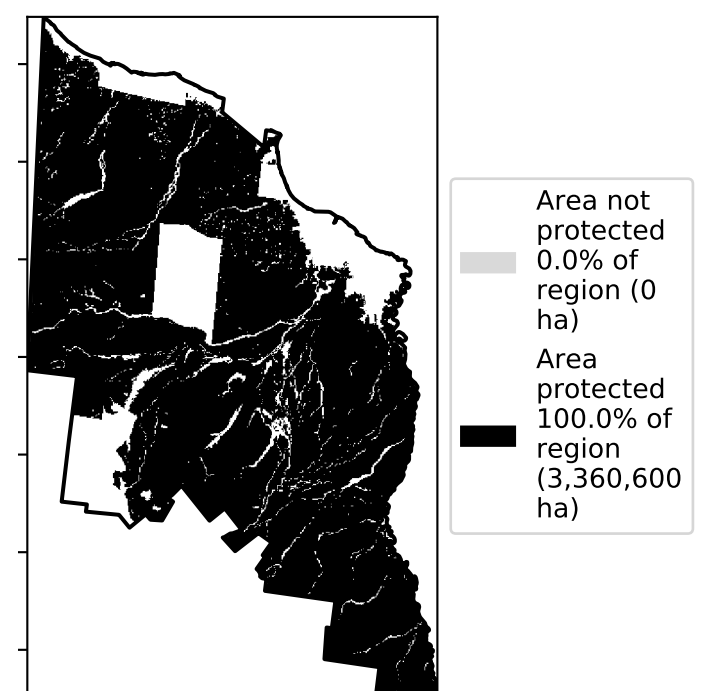 Area not
protected
0.0% of
region (0
ha)
Area
protected
100.0% of
region
(3,360,600
ha)